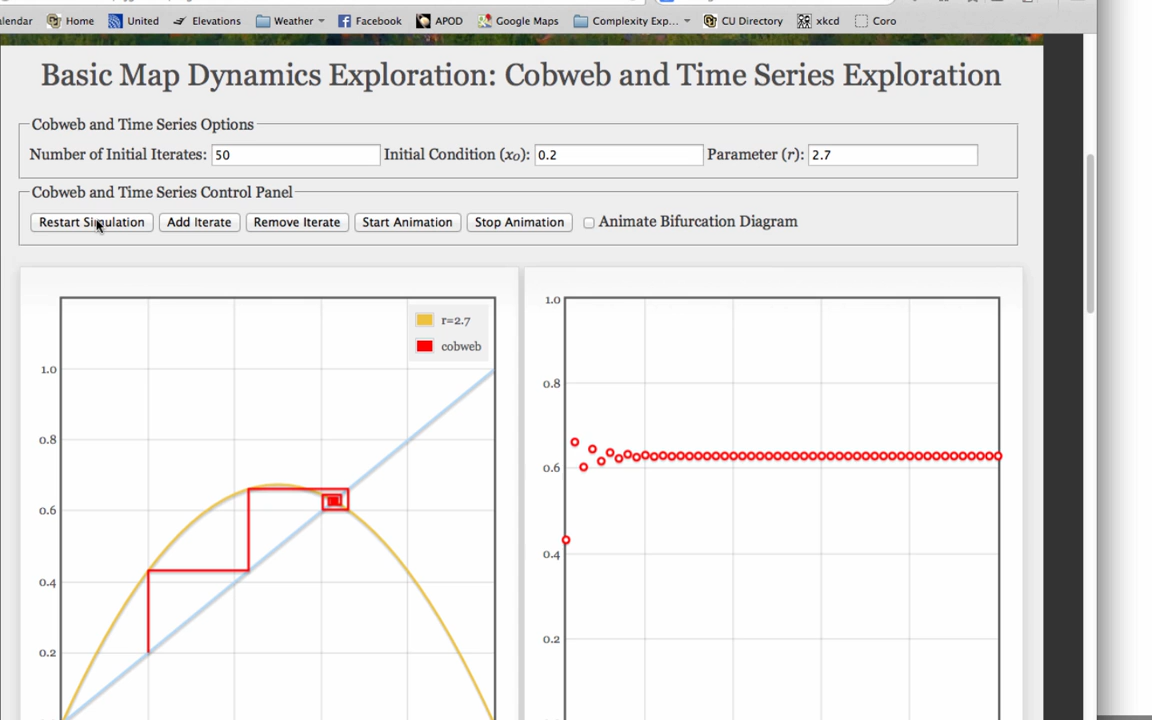 Home United Elevations Weather Facebook APOD Google Maps Complexity Exp... CU Directory xkcd Coro
Basic Map Dynamics Exploration: Cobweb and Time Series Exploration
Cobweb and Time Series Options
Number of Initial Iterates: 50 Initial Condition (x₀): 0.2 Parameter (r): 2.7
Cobweb and Time Series Control Panel
Restart Simulation Add Iterate Remove Iterate Start Animation Stop Animation Animate Bifurcation Diagram
r=2.7
cobweb
1.0
0.8
0.6
0.4
0.2
1.0
0.8
0.6
0.4
0.2